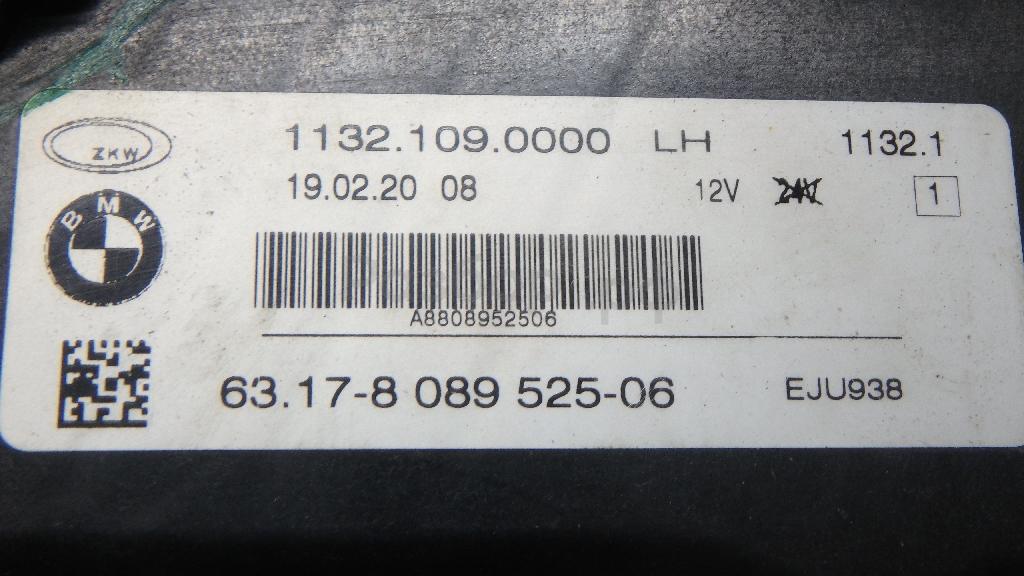 ZKW
1132.109.0000 LH 1132.1
19.02.20 08 12V 24V 1
BMW
A8808952506
63.17-8 089 525-06 EJU938